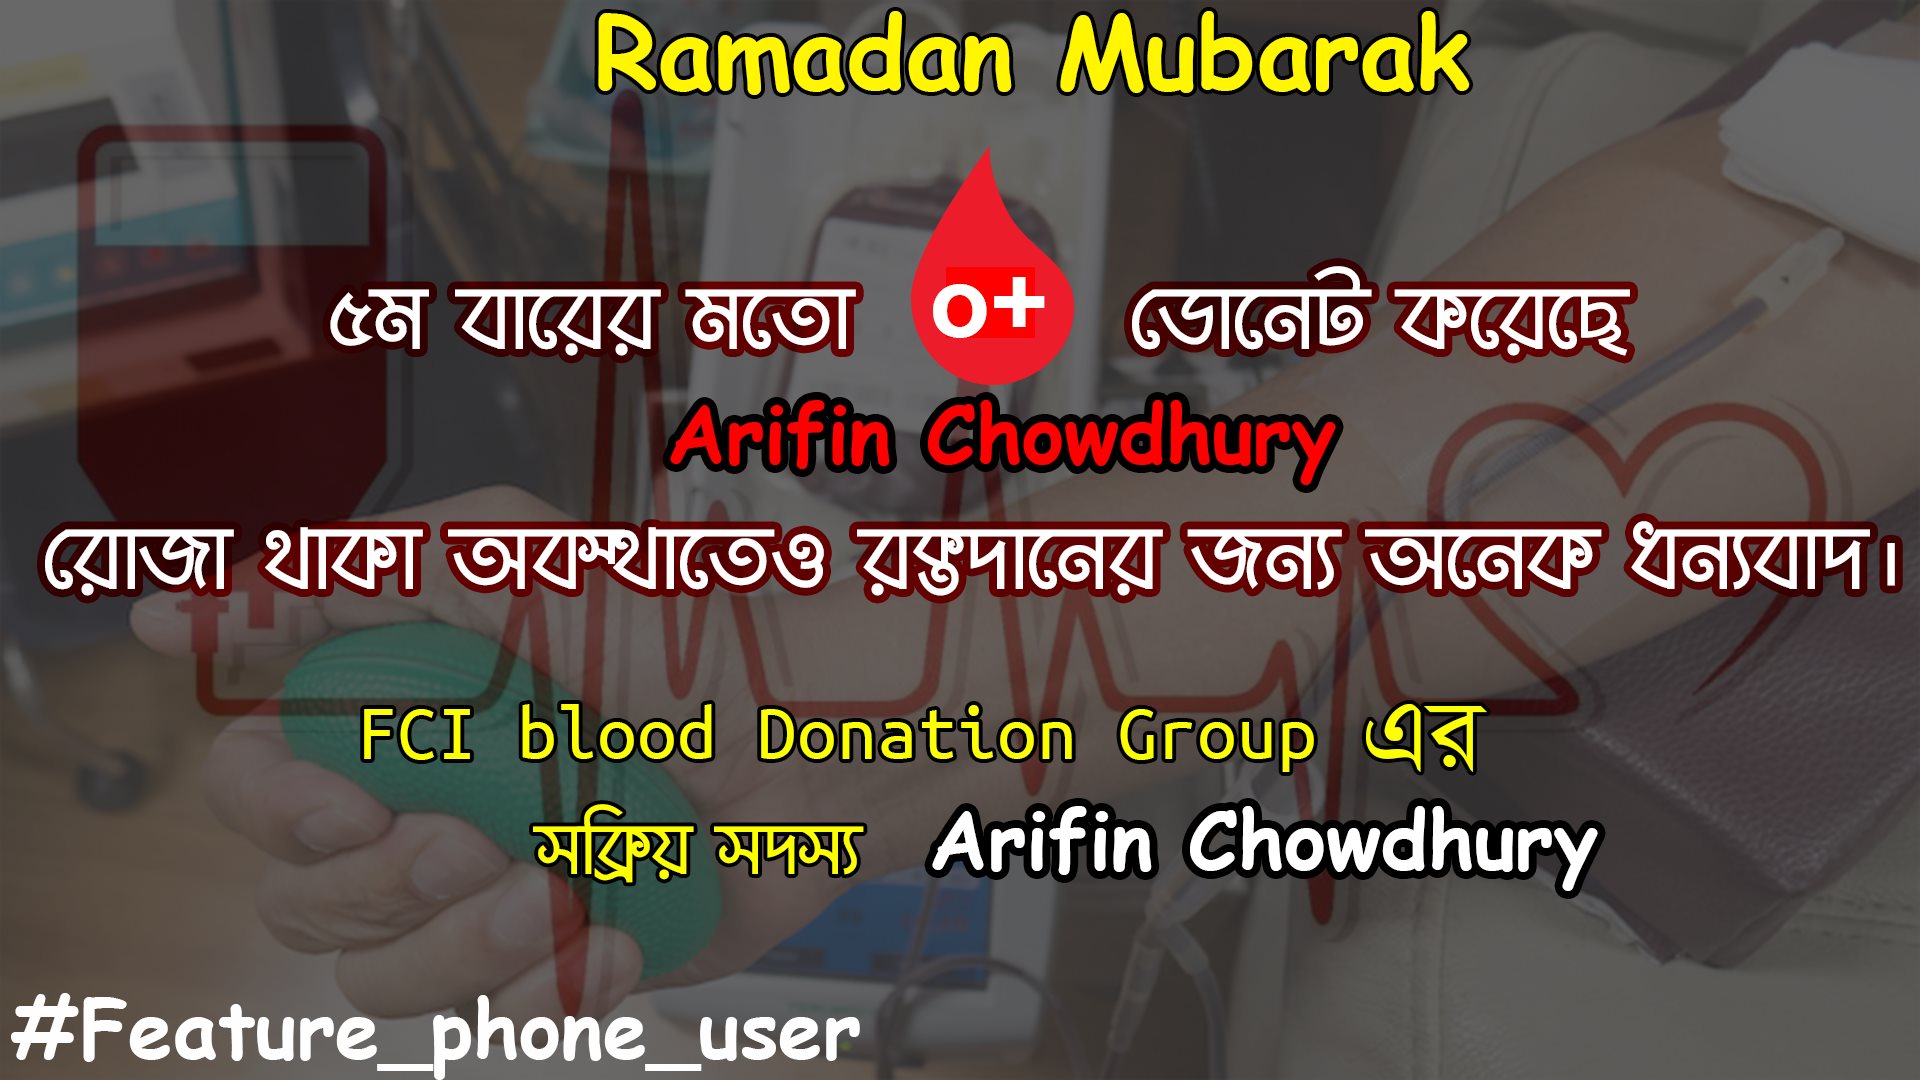 Ramadan Mubarak
৫ম বারের মতো o+ ডোনেট করেছে
Arifin Chowdhury
রোজা থাকা অবস্থাতেও রক্তদানের জন্য অনেক ধন্যবাদ।
FCI blood Donation Group এর
সক্রিয় সদস্য Arifin Chowdhury
#Feature_phone_user